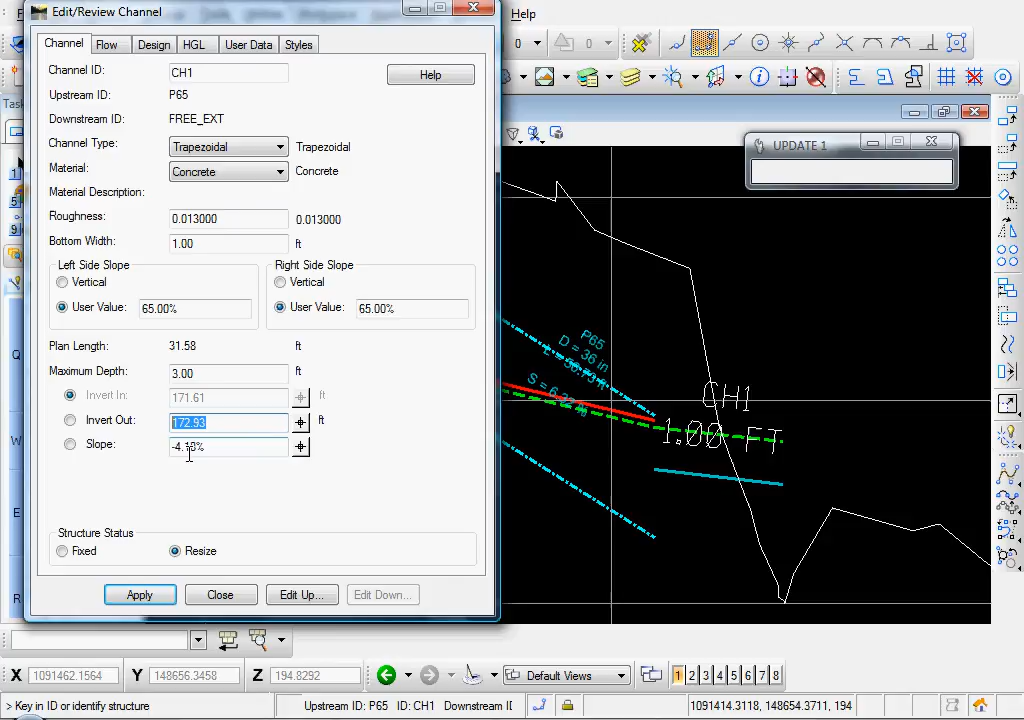 Edit/Review Channel
Help
Channel
Flow
Design
HGL
User Data
Styles
Channel ID:
CH1
Help
Upstream ID:
P65
Downstream ID:
FREE_EXT
Channel Type:
Trapezoidal
Trapezoidal
Material:
Concrete
Concrete
Material Description:
Roughness:
0.013000
0.013000
Bottom Width:
1.00
ft
Left Side Slope
Vertical
User Value:
65.00%
Right Side Slope
Vertical
User Value:
65.00%
Plan Length:
31.58
ft
Maximum Depth:
3.00
ft
Invert In:
171.61
ft
Invert Out:
172.93
ft
Slope:
Structure Status
Fixed
Resize
Apply
Close
Edit Up...
Edit Down...
0
0
UPDATE 1
P65
D = 36 in
CH1
1.00 FT
X
1091462.1564
Y
148656.3458
Z
194.8292
Default Views
1 2 3 4 5 6 7 8
> Key in ID or identify structure
Upstream ID: P65 ID: CH1 Downstream I
1091414.3118, 148654.3711, 194